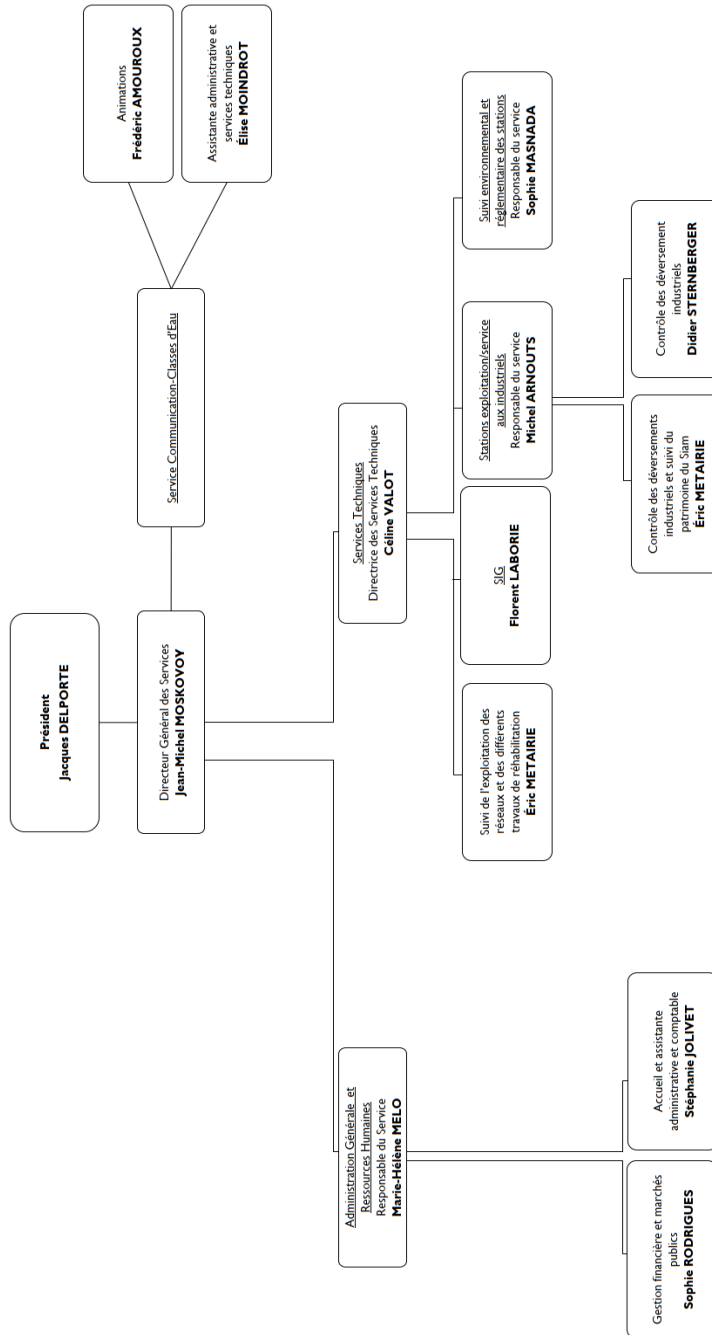 Président
Jacques DELPORTE
Directeur Général des Services
Jean-Michel MOSKOVOY
Service Communication-Classes d'Eau
Animations
Frédéric AMOUROUX
Assistante administrative et
services techniques
Élise MOINDROT
Administration Générale et
Ressources Humaines
Responsable du Service
Marie-Hélène MELO
Services Techniques
Directrice des Services Techniques
Céline VALOT
Suivi de l'exploitation des
réseaux et des différents
travaux de réhabilitation
Éric METAIRIE
SIG
Florent LABORIE
Stations exploitation/service
aux industriels
Responsable du service
Michel ARNOUTS
Suivi environnemental et
réglementaire des stations
Responsable du service
Sophie MASNADA
Gestion financière et marchés
publics
Sophie RODRIGUES
Accueil et assistante
administrative et comptable
Stéphanie JOLIVET
Contrôle des déversements
industriels et suivi du
patrimoine du Siam
Éric METAIRIE
Contrôle des déversement
industriels
Didier STERNBERGER